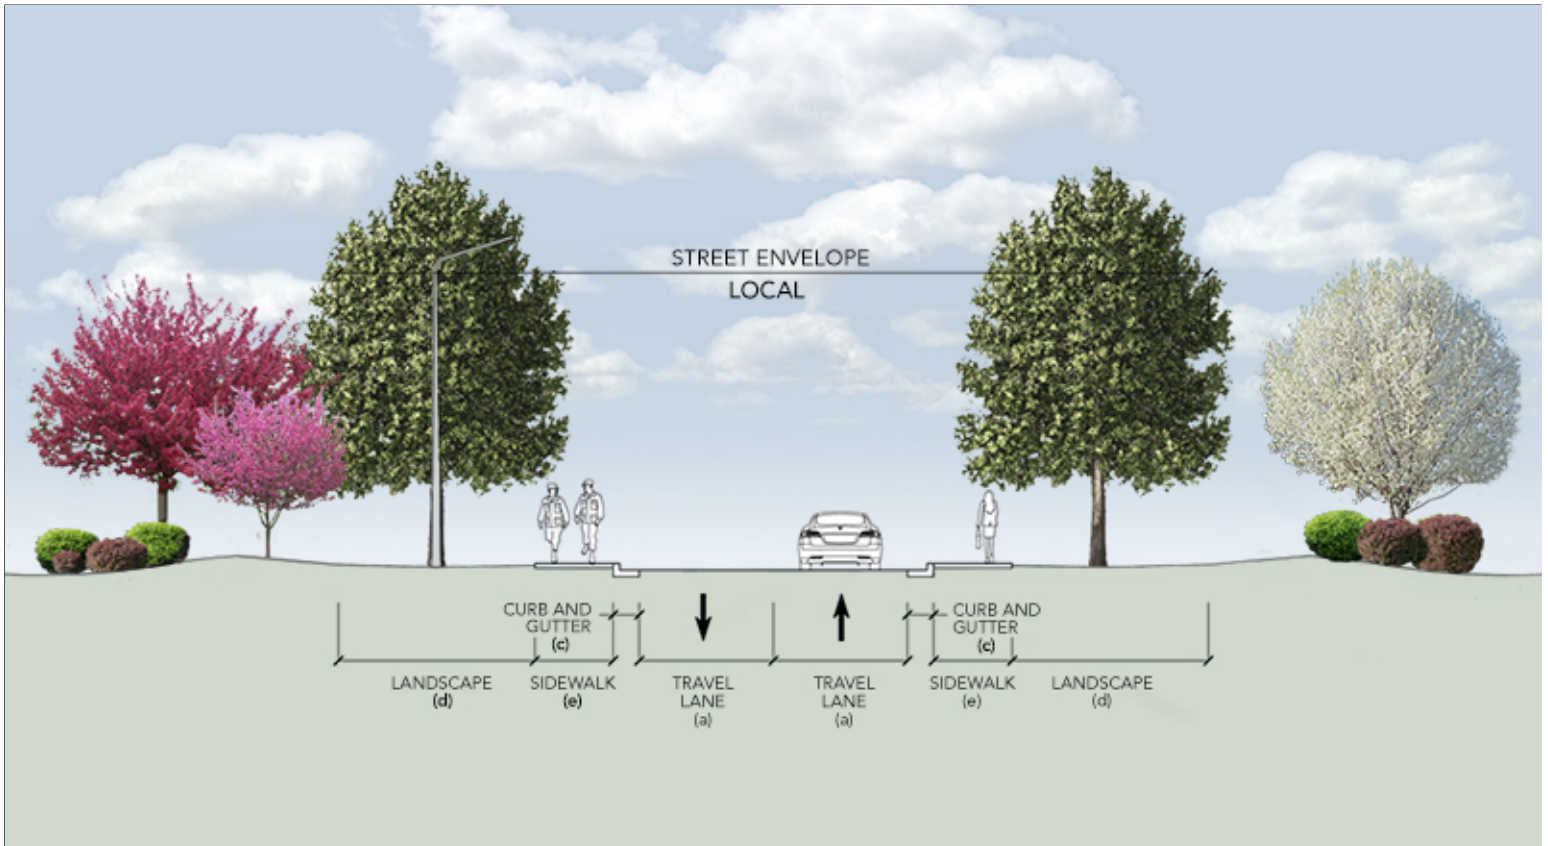 STREET ENVELOPE
LOCAL
CURB AND
GUTTER
(c)
CURB AND
GUTTER
(c)
LANDSCAPE
(d)
SIDEWALK
(e)
TRAVEL
LANE
(a)
TRAVEL
LANE
(a)
SIDEWALK
(e)
LANDSCAPE
(d)